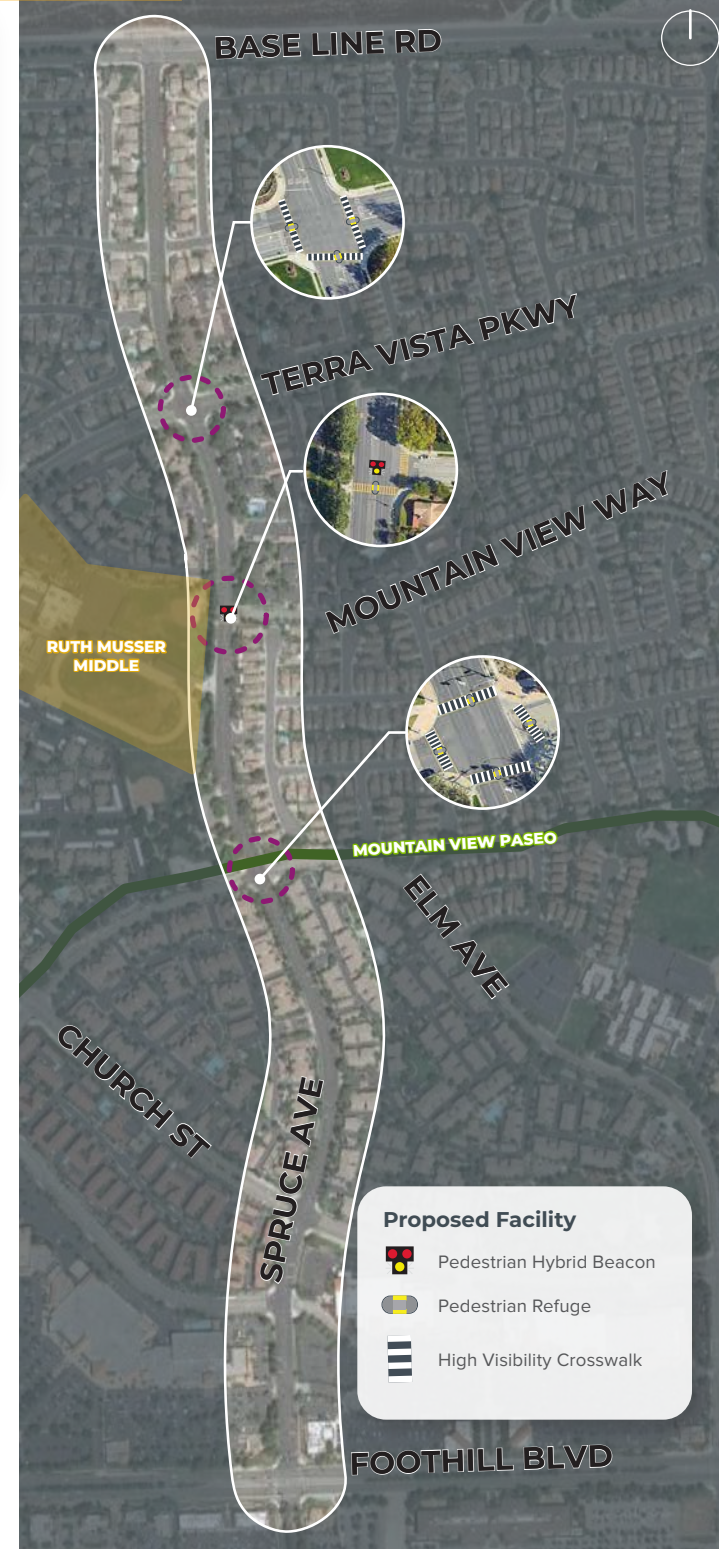 BASE LINE RD
TERRA VISTA PKWY
MOUNTAIN VIEW WAY
RUTH MUSSER
MIDDLE
MOUNTAIN VIEW PASEO
ELM AVE
CHURCH ST
SPRUCE AVE
Proposed Facility
Pedestrian Hybrid Beacon
Pedestrian Refuge
High Visibility Crosswalk
FOOTHILL BLVD